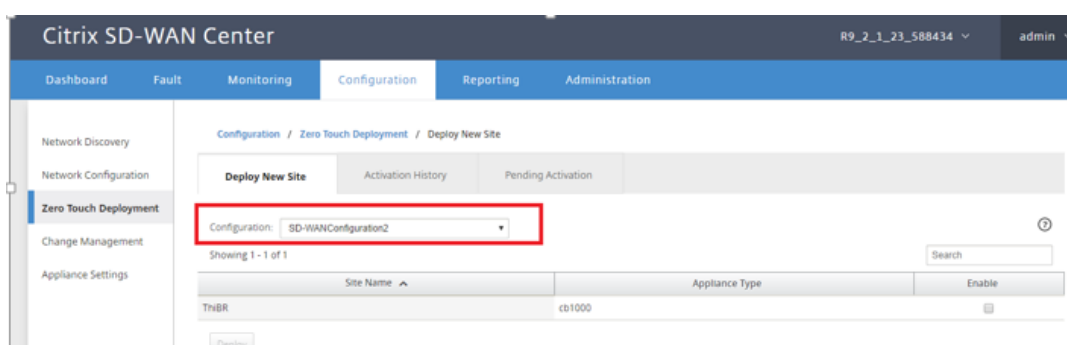 Citrix SD-WAN Center
R9_2_1_23_588434
admin
Dashboard Fault Monitoring Configuration Reporting Administration
Network Discovery
Network Configuration
Zero Touch Deployment
Change Management
Appliance Settings
Configuration / Zero Touch Deployment / Deploy New Site
Deploy New Site Activation History Pending Activation
Configuration: SD-WANConfiguration2
Showing 1 - 1 of 1
Search
Site Name Appliance Type Enable
ThiBR cb1000
Deploy